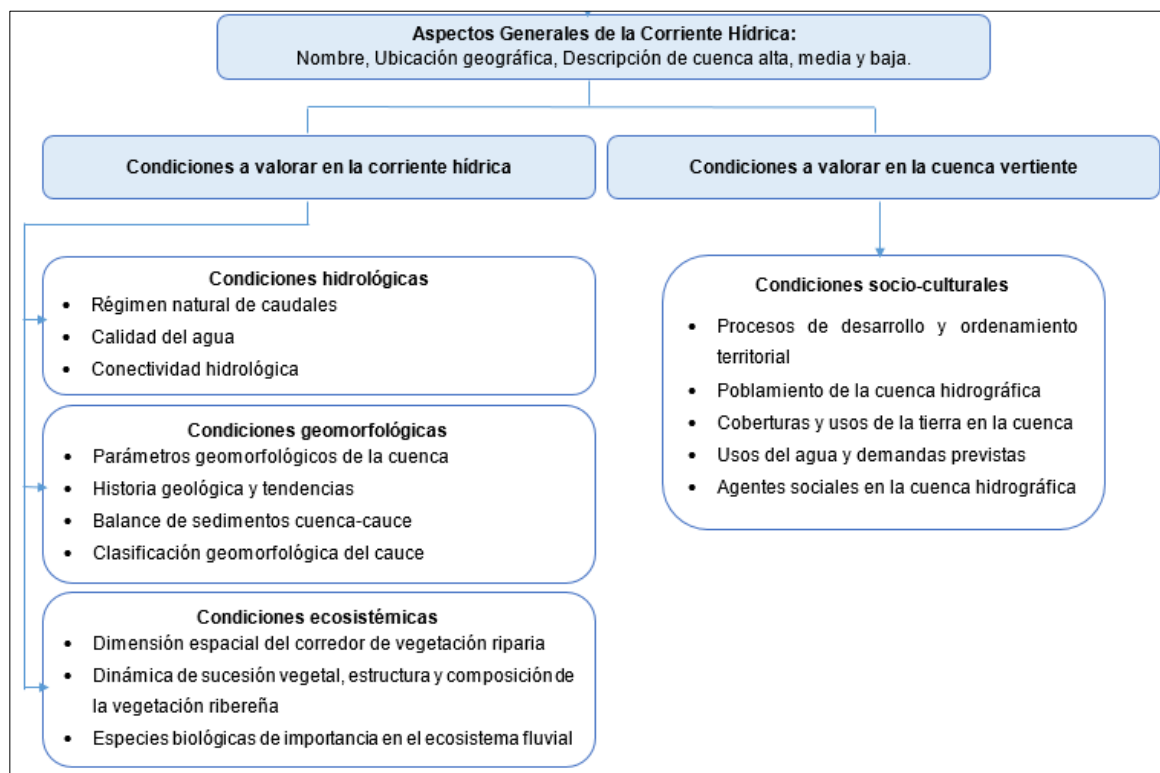 Aspectos Generales de la Corriente Hídrica:
Nombre, Ubicación geográfica, Descripción de cuenca alta, media y baja.
Condiciones a valorar en la corriente hídrica
Condiciones a valorar en la cuenca vertiente
Condiciones hidrológicas
• Régimen natural de caudales
• Calidad del agua
• Conectividad hidrológica
Condiciones geomorfológicas
• Parámetros geomorfológicos de la cuenca
• Historia geológica y tendencias
• Balance de sedimentos cuenca-cauce
• Clasificación geomorfológica del cauce
Condiciones ecosistémicas
• Dimensión espacial del corredor de vegetación riparia
• Dinámica de sucesión vegetal, estructura y composición de
la vegetación ribereña
• Especies biológicas de importancia en el ecosistema fluvial
Condiciones socio-culturales
• Procesos de desarrollo y ordenamiento
territorial
• Poblamiento de la cuenca hidrográfica
• Coberturas y usos de la tierra en la cuenca
• Usos del agua y demandas previstas
• Agentes sociales en la cuenca hidrográfica